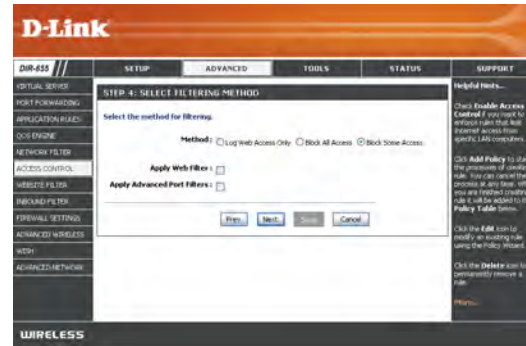 D-Link
DIR-655
SETUP
ADVANCED
TOOLS
STATUS
SUPPORT
VIRTUAL SERVER
PORT FORWARDING
APPLICATION RULES
QOS ENGINE
NETWORK FILTER
ACCESS CONTROL
WEBSITE FILTER
INBOUND FILTER
FIREWALL SETTINGS
ADVANCED WIRELESS
WISH
ADVANCED NETWORK
STEP 4: SELECT FILTERING METHOD
Select the method for filtering.
Method : Log Web Access Only Block All Access Block Some Access
Apply Web Filter :
Apply Advanced Port Filters :
Prev Next Save Cancel
Helpful Hints...
Check Enable Access
Control if you want to
enforce rules that limit
Internet access from
specific LAN computers.
Click Add Policy to
the processes of
rule. You can cancel the
process at any time.
you are finished creating
rule it will be added to
Policy Table below.
Click the Edit icon to
modify an existing rule
using the Policy Wizard.
Click the Delete icon to
permanently remove a
rule.
More...
WIRELESS